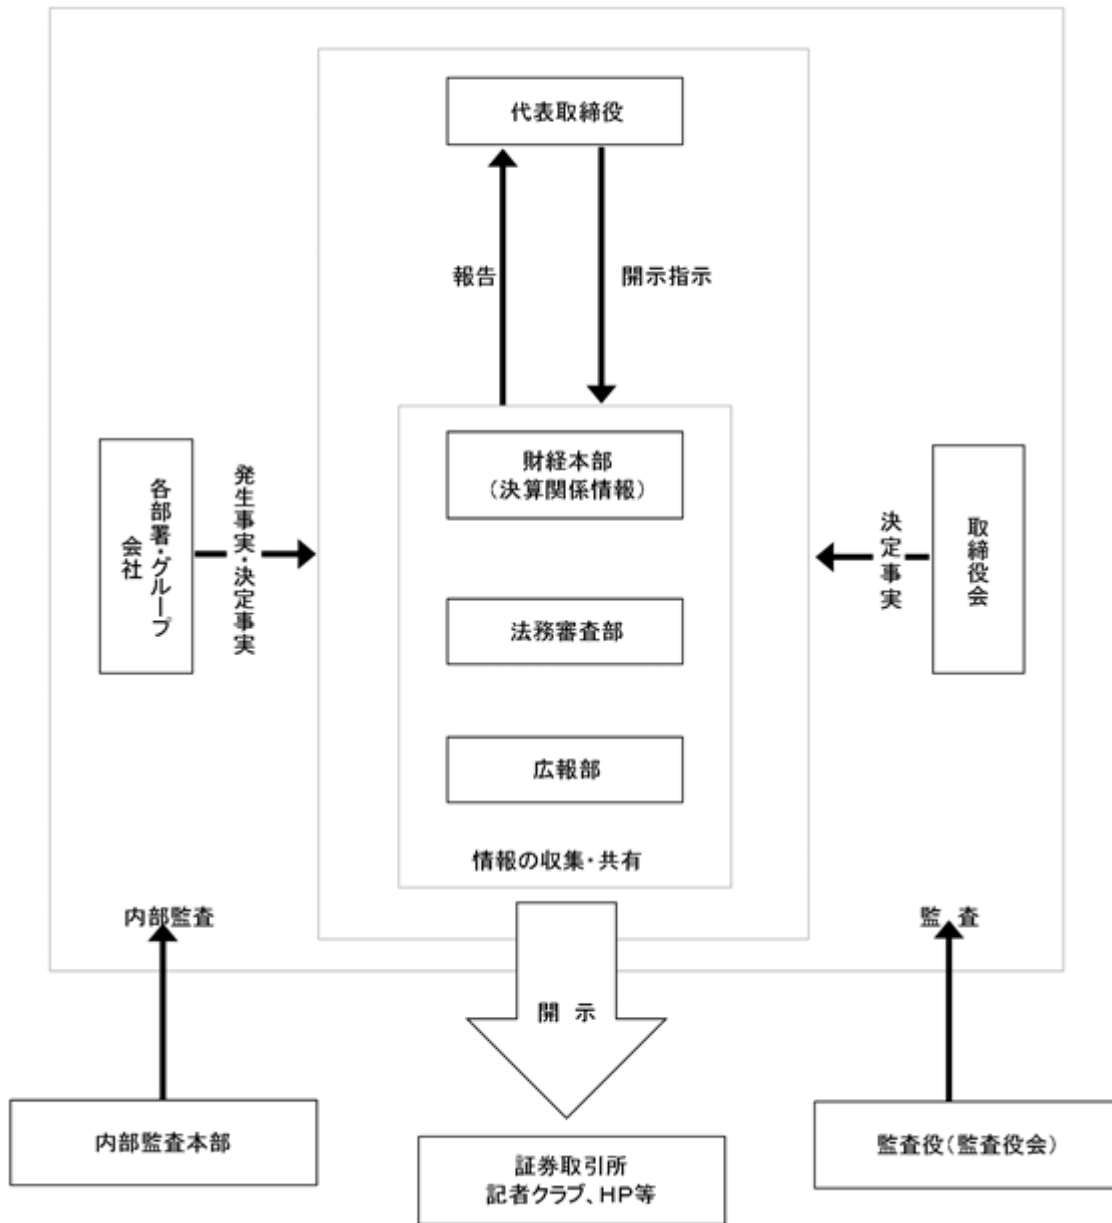 代表取締役
報告
開示指示
財経本部
（決算関係情報）
各部署・グループ
会社
発生事実・決定事実
決定事実
取締役会
法務審査部
広報部
情報の収集・共有
内部監査
監　査
開　示
内部監査本部
証券取引所
記者クラブ、HP等
監査役（監査役会）